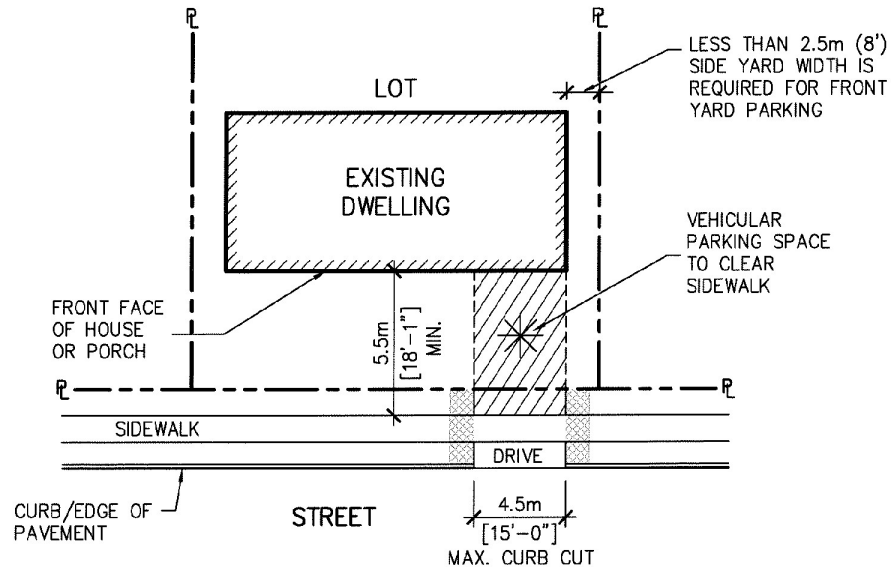 ℄
℄
LESS THAN 2.5m (8')
SIDE YARD WIDTH IS
REQUIRED FOR FRONT
YARD PARKING
LOT
EXISTING
DWELLING
VEHICULAR
PARKING SPACE
TO CLEAR
SIDEWALK
FRONT FACE
OF HOUSE
OR PORCH
5.5m
[18'-1"]
MIN.
℄
℄
SIDEWALK
DRIVE
CURB/EDGE OF
PAVEMENT
STREET
4.5m
[15'-0"]
MAX. CURB CUT